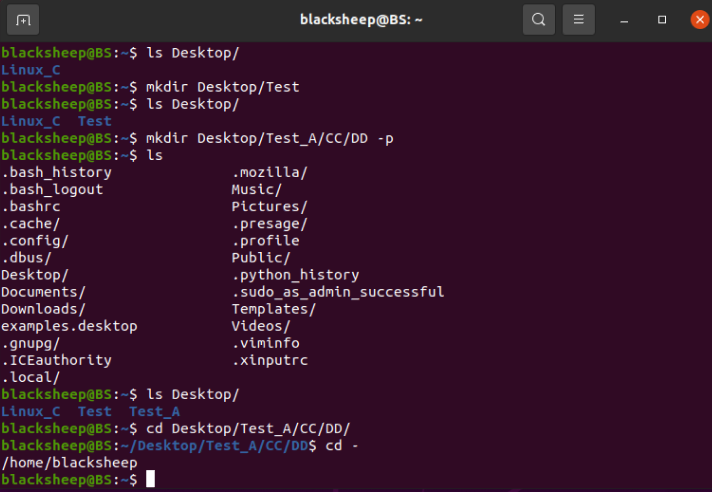 blacksheep@BS: ~
blacksheep@BS:~$ ls Desktop/
Linux_C
blacksheep@BS:~$ mkdir Desktop/Test
blacksheep@BS:~$ ls Desktop/
Linux_C  Test
blacksheep@BS:~$ mkdir Desktop/Test_A/CC/DD -p
blacksheep@BS:~$ ls
.bash_history              .mozilla/
.bash_logout               Music/
.bashrc                    Pictures/
.cache/                    .presage/
.config/                   .profile
.dbus/                     Public/
Desktop/                   .python_history
Documents/                 .sudo_as_admin_successful
Downloads/                 Templates/
examples.desktop           Videos/
.gnupg/                    .viminfo
.ICEauthority              .xinputrc
.local/
blacksheep@BS:~$ ls Desktop/
Linux_C  Test  Test_A
blacksheep@BS:~$ cd Desktop/Test_A/CC/DD/
blacksheep@BS:~/Desktop/Test_A/CC/DD$ cd -
/home/blacksheep
blacksheep@BS:~$